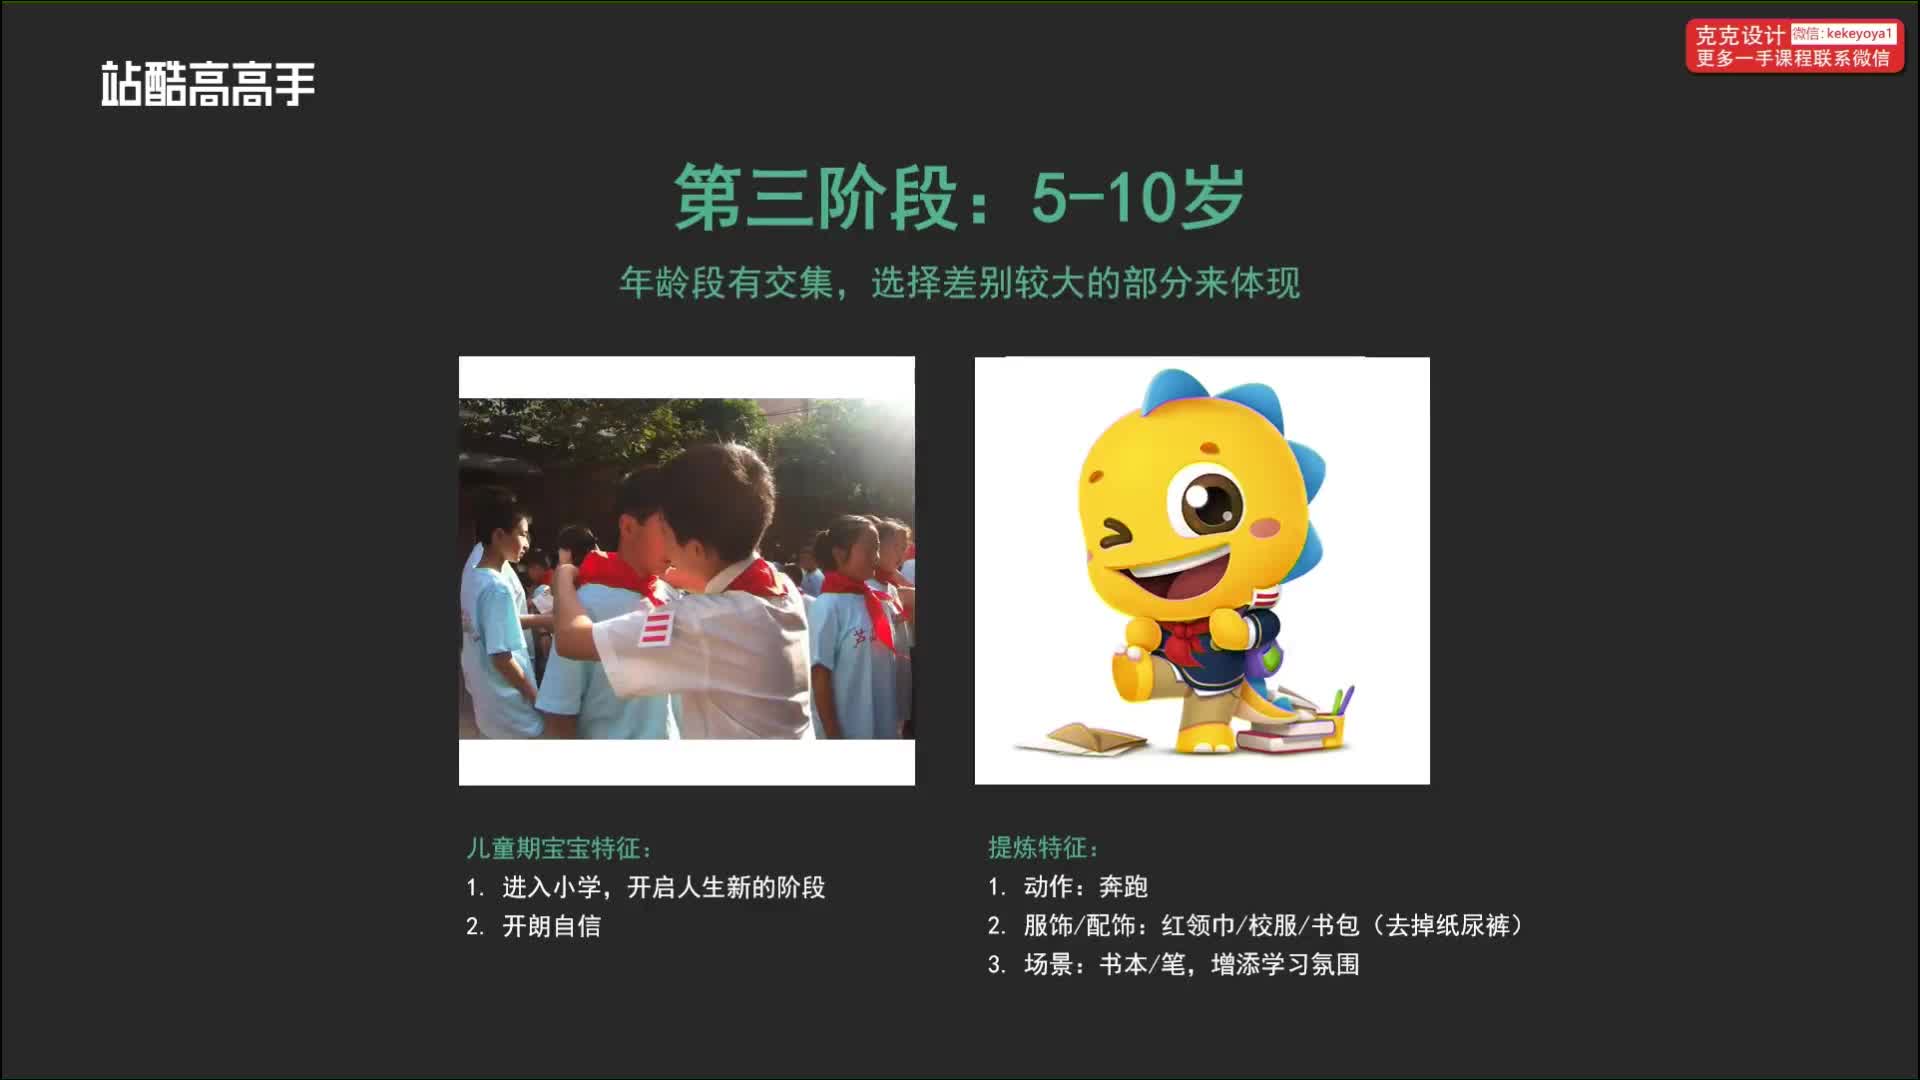 站酷高高手
克克设计 微信: kekeyoya1
更多一手课程联系微信
第三阶段：5-10岁
年龄段有交集，选择差别较大的部分来体现
儿童期宝宝特征：
1. 进入小学，开启人生新的阶段
2. 开朗自信
提炼特征：
1. 动作：奔跑
2. 服饰/配饰：红领巾/校服/书包（去掉纸尿裤）
3. 场景：书本/笔，增添学习氛围